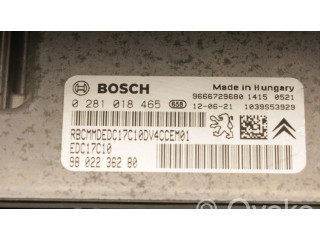 BOSCH
Made in Hungary
9666729680 1415 0521
0 281 018 465 656 12-06-21 1039S53929
RBCMMDEDC17C10DV4CCEM01
EDC17C10
98 022 362 80